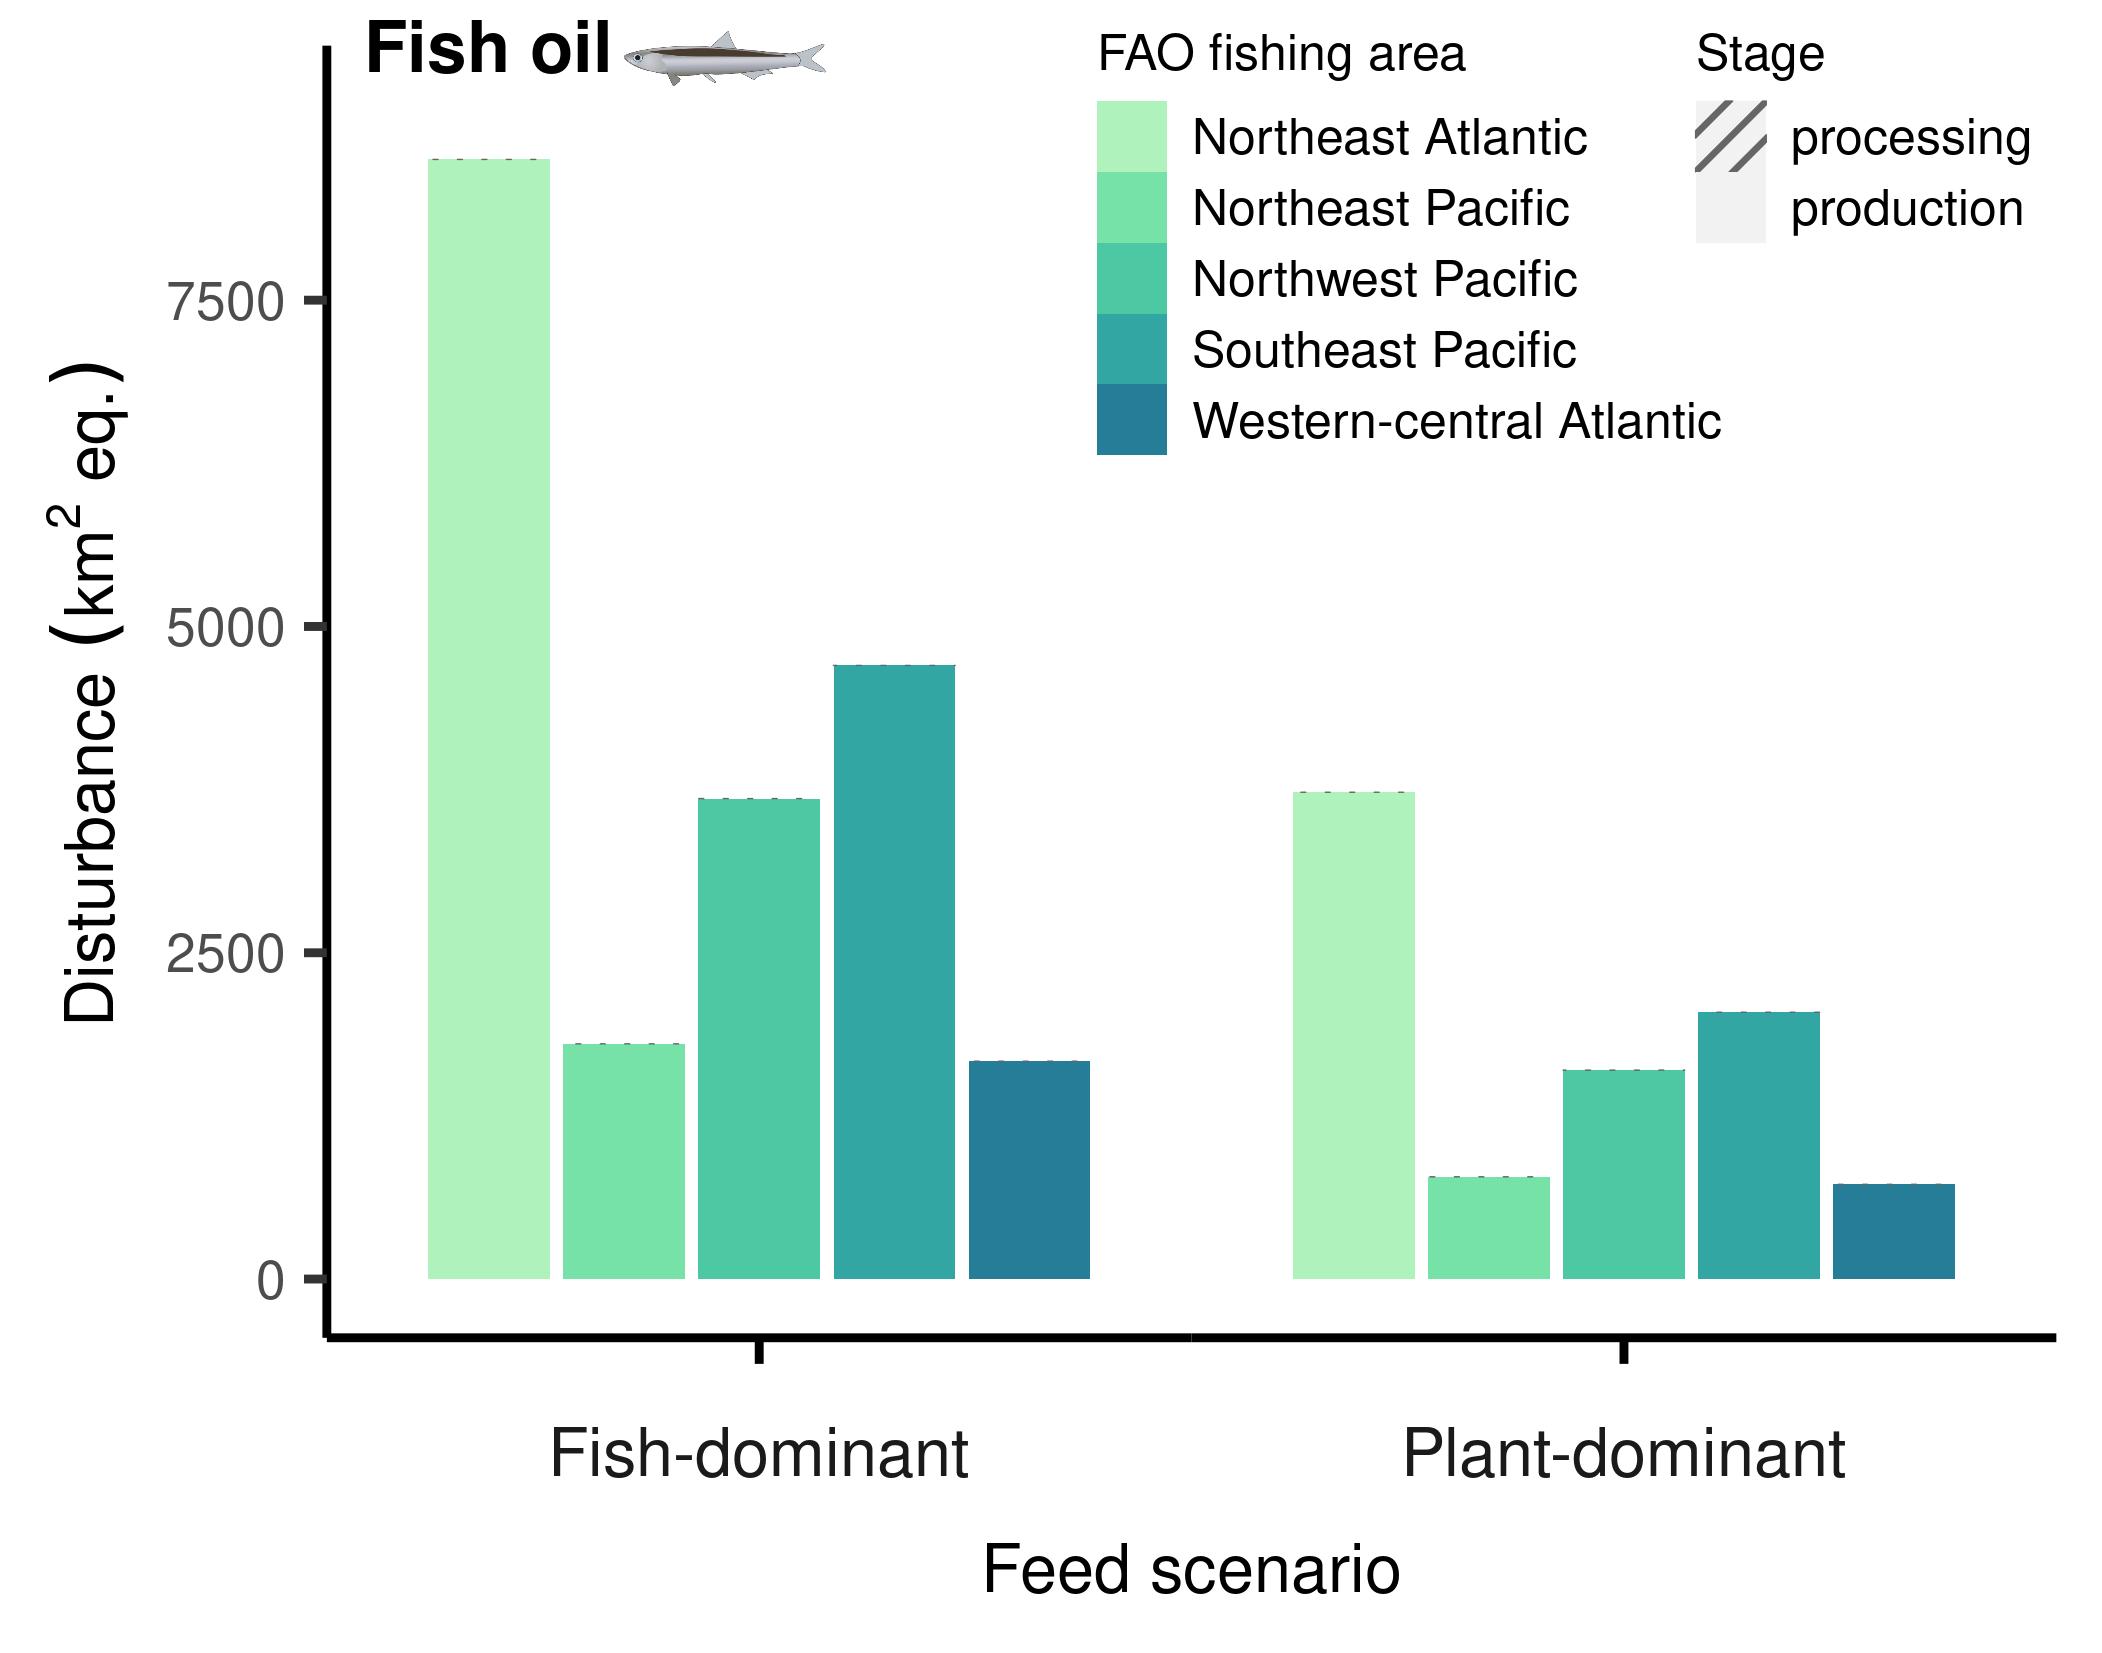 Fish oil
FAO fishing area
Northeast Atlantic
Northeast Pacific
Northwest Pacific
Southeast Pacific
Western-central Atlantic
Stage
processing
production
Disturbance (km² eq.)
7500
5000
2500
0
Fish-dominant
Plant-dominant
Feed scenario